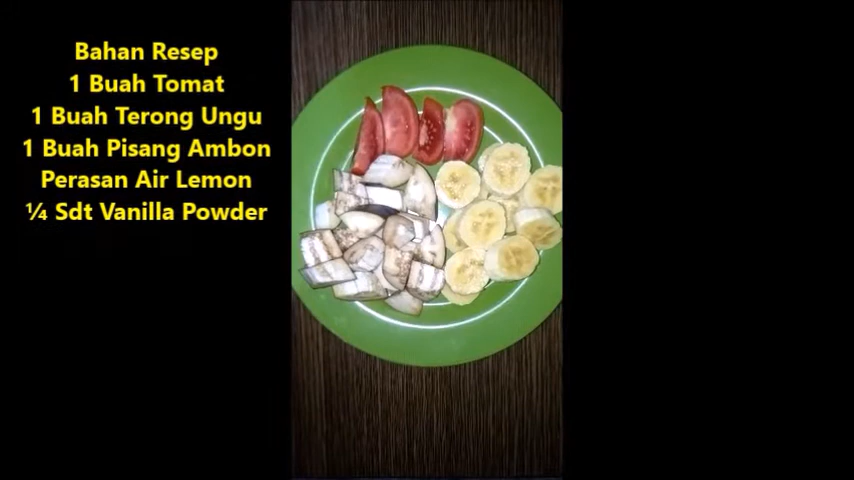 Bahan Resep
1 Buah Tomat
1 Buah Terong Ungu
1 Buah Pisang Ambon
Perasan Air Lemon
¼ Sdt Vanilla Powder